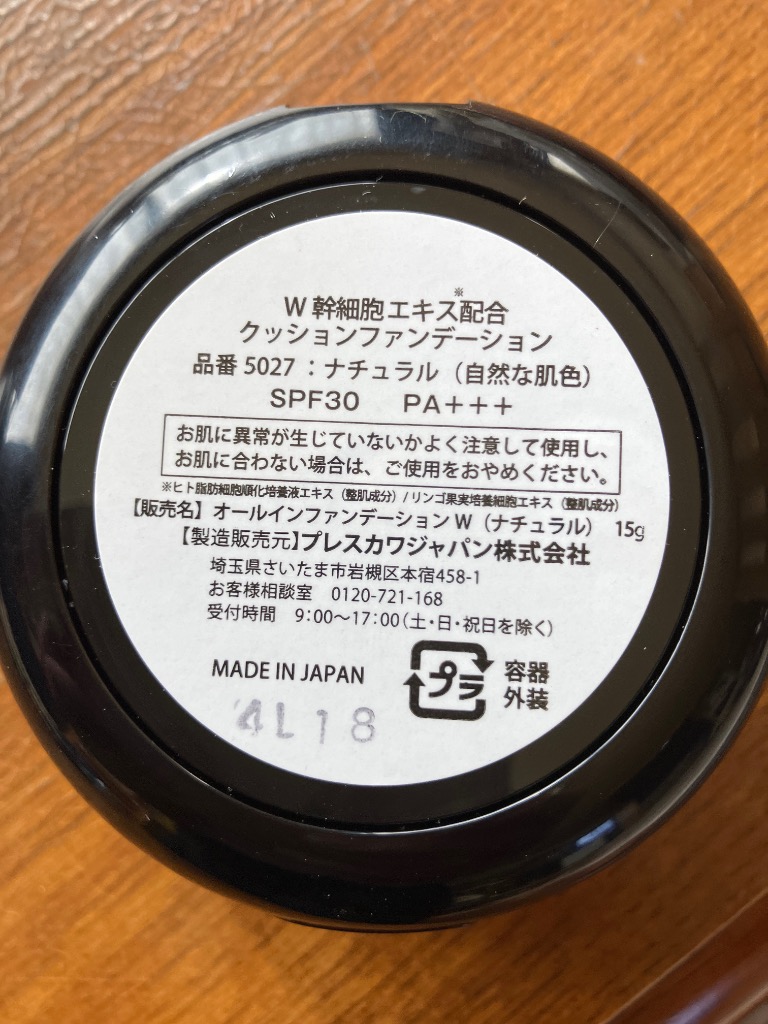 ※
W 幹細胞エキス配合
クッションファンデーション
品番 5027：ナチュラル（自然な肌色）
SPF30 PA＋＋＋
お肌に異常が生じていないかよく注意して使用し、
お肌に合わない場合は、ご使用をおやめください。
※ヒト脂肪細胞順化培養液エキス（整肌成分）/リンゴ果実培養細胞エキス（整肌成分）
【販売名】オールインファンデーション W（ナチュラル） 15g
【製造販売元】プレスカワジャパン株式会社
埼玉県さいたま市岩槻区本宿458-1
お客様相談室 0120-721-168
受付時間 9:00〜17:00（土・日・祝日を除く）
MADE IN JAPAN
プラ
容器
外装
4L18